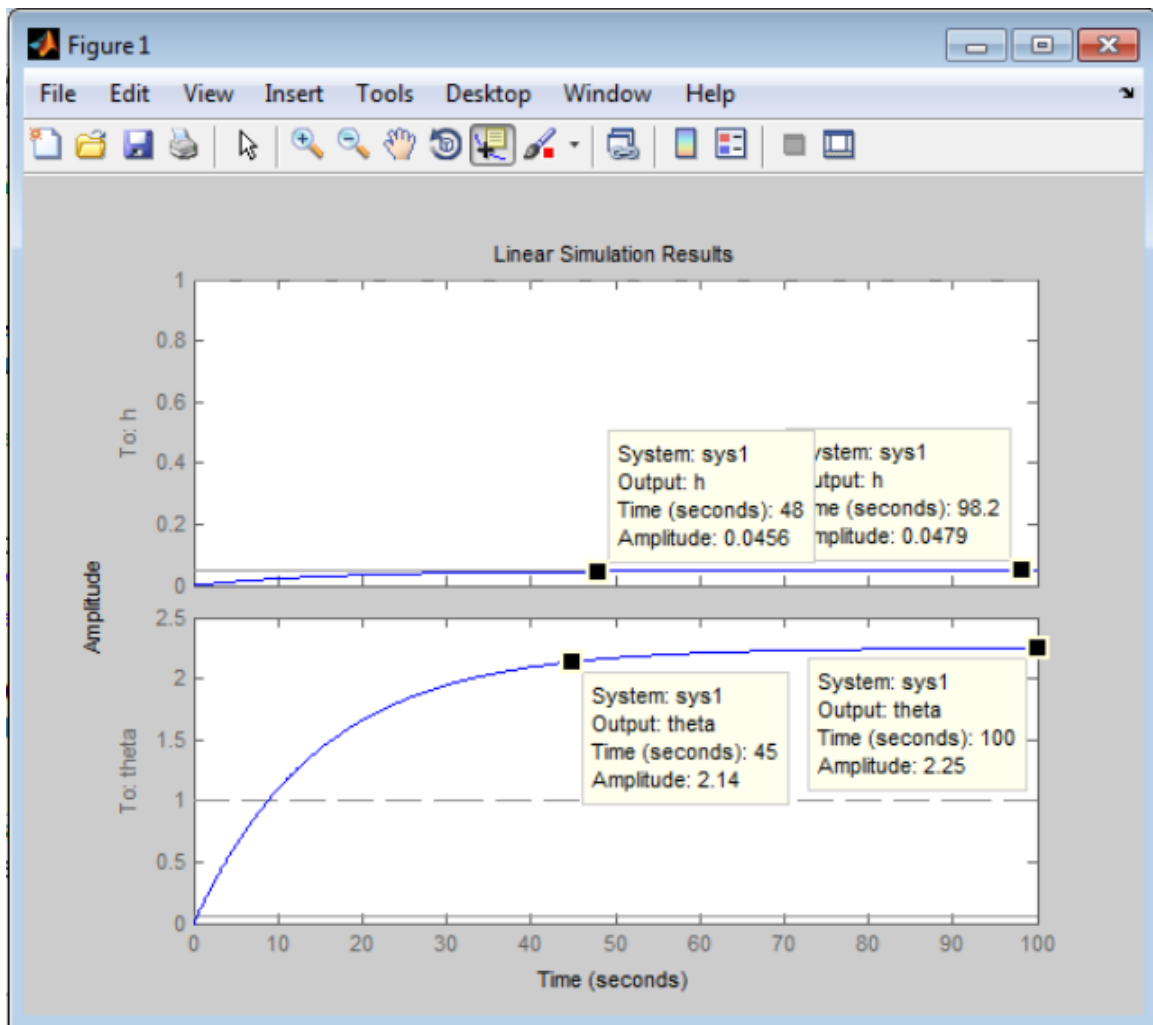 Figure 1
File Edit View Insert Tools Desktop Window Help
Linear Simulation Results
Amplitude
To: h
1
0.8
0.6
0.4
0.2
0
System: sys1
Output: h
Time (seconds): 48
Amplitude: 0.0456
ystem: sys1
utput: h
me (seconds): 98.2
mplitude: 0.0479
To: theta
2.5
2
1.5
1
0.5
0
System: sys1
Output: theta
Time (seconds): 45
Amplitude: 2.14
System: sys1
Output: theta
Time (seconds): 100
Amplitude: 2.25
0 10 20 30 40 50 60 70 80 90 100
Time (seconds)